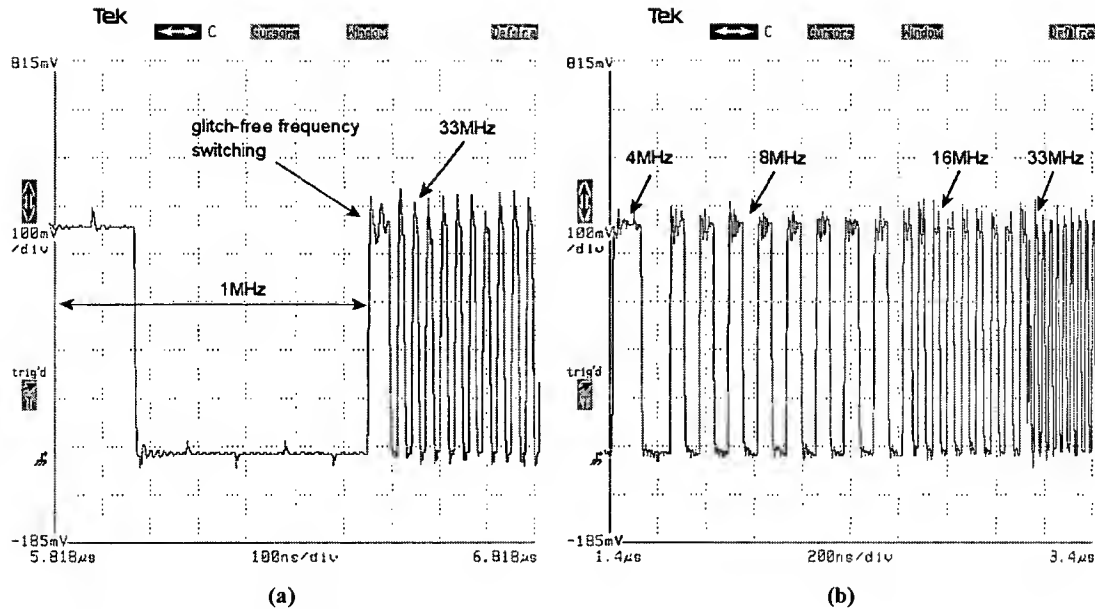 Tek
C Cursors Window DefTra
815mV
glitch-free frequency
switching
33MHz
100mV
/div
1MHz
trig'd
-185mV
5.818µs 100ns/div 6.818µs
(a)
Tek
C Cursors Window DefTra
815mV
4MHz
8MHz
16MHz
33MHz
100mV
/div
trig'd
-185mV
1.4µs 200ns/div 3.4µs
(b)